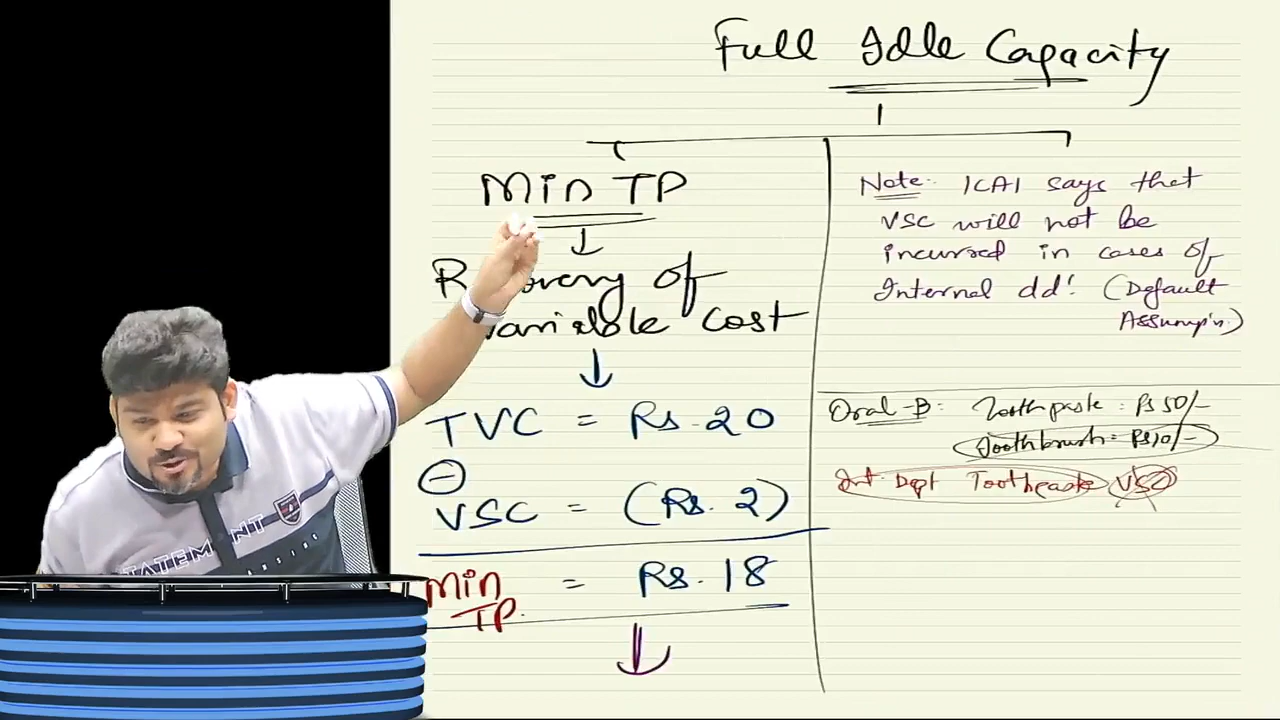 Full Idle Capacity
Min TP
Recovery of
variable cost
TVC = Rs. 20
(-)
VSC = (Rs. 2)
Min TP. = Rs. 18
Note:- ICAI says that
VSC will not be
incurred in cases of
Internal dd! (Default
Assump'n.)
Oral-B: Toothpaste : Rs 50/-
Toothbrush: Rs 10/-
Int. Dept Toothpaste VSC
STATEMENT